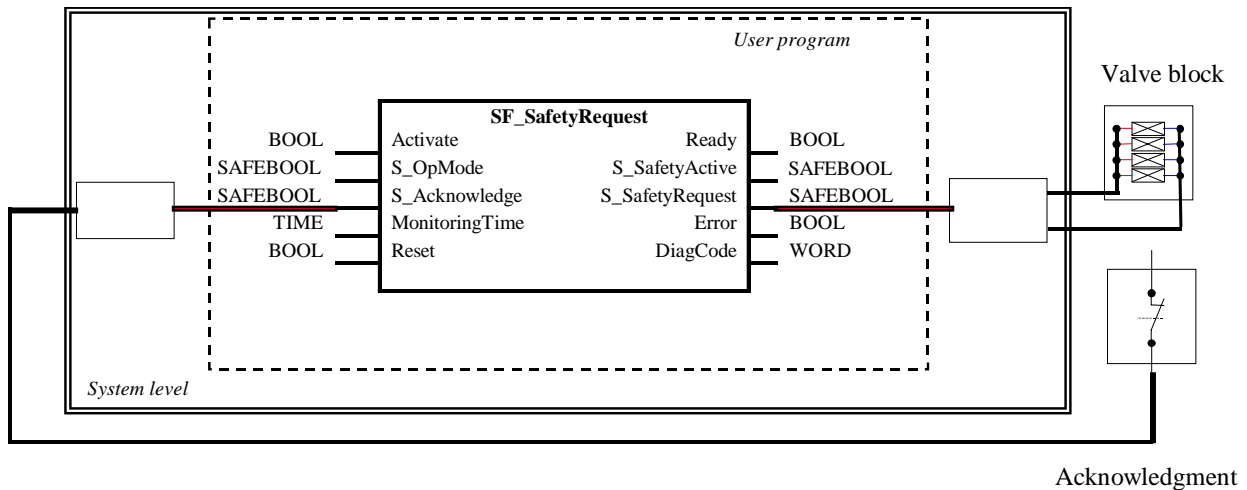 User program
Valve block
SF_SafetyRequest
BOOL Activate Ready BOOL
SAFEBOOL S_OpMode S_SafetyActive SAFEBOOL
SAFEBOOL S_Acknowledge S_SafetyRequest SAFEBOOL
TIME MonitoringTime Error BOOL
BOOL Reset DiagCode WORD
System level
Acknowledgment